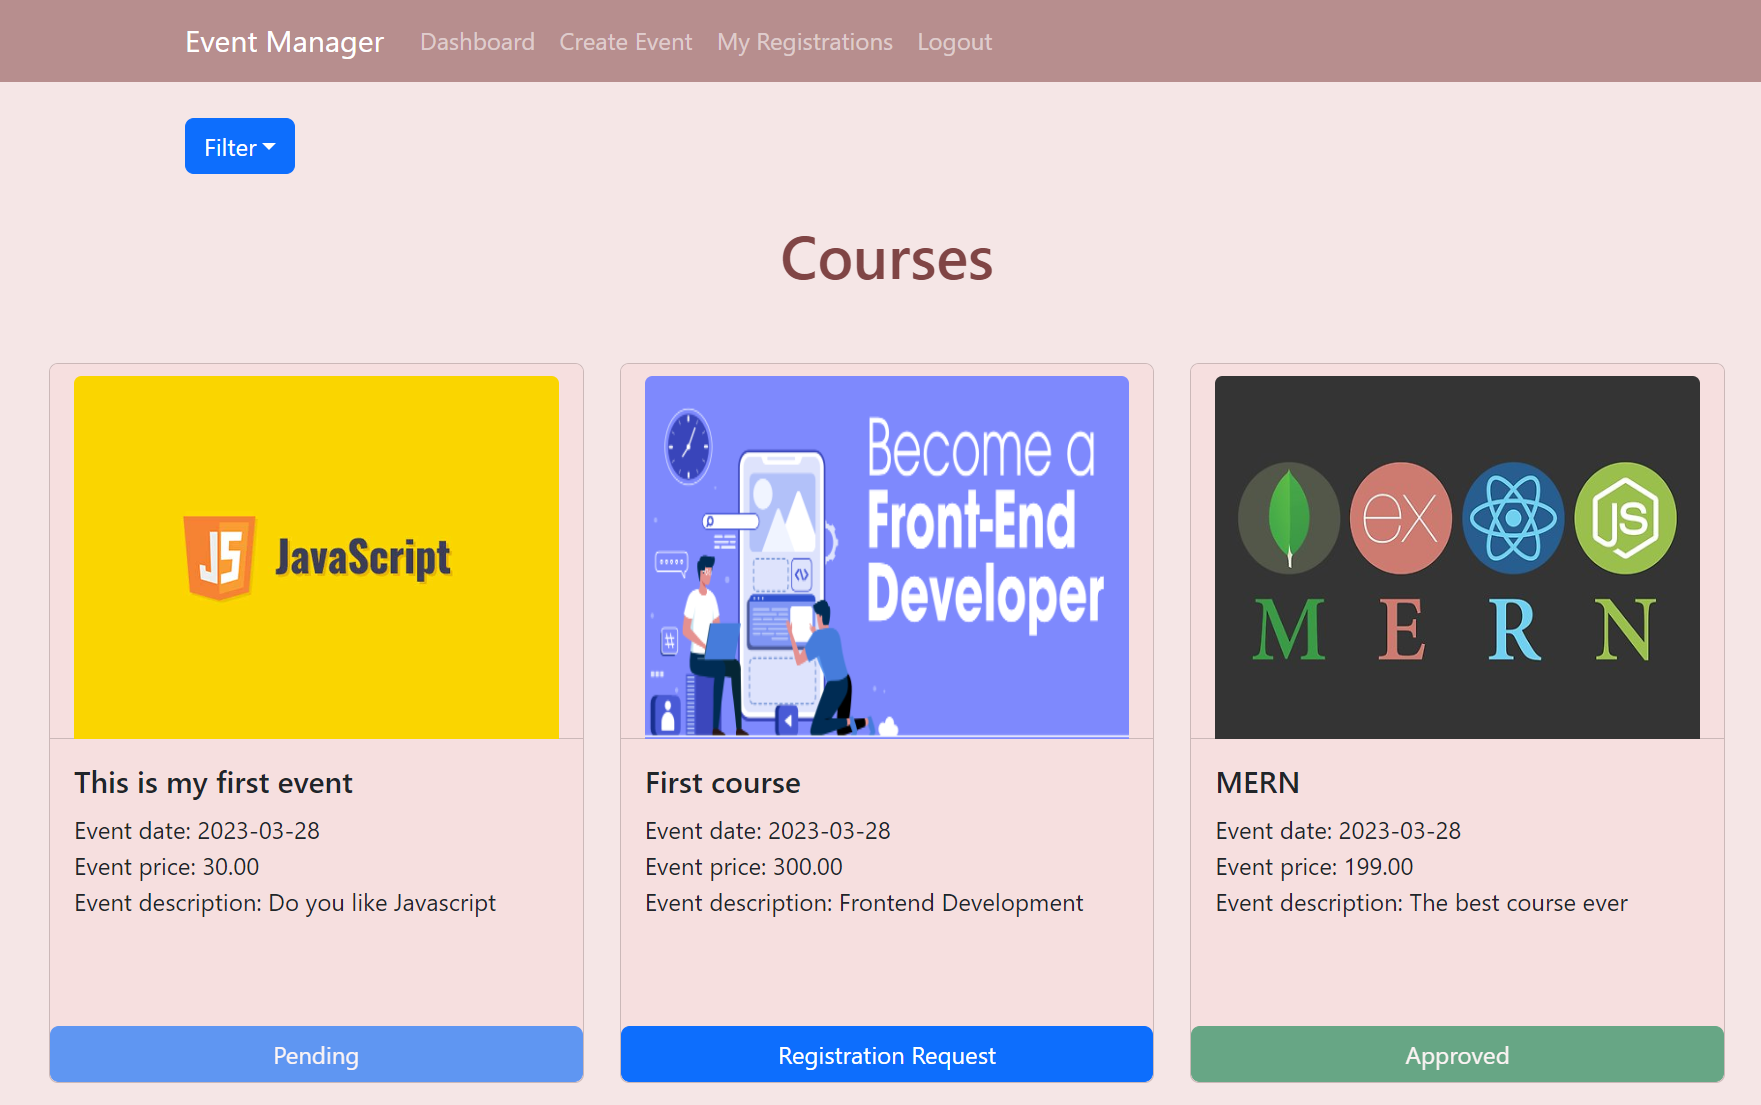 Event Manager Dashboard Create Event My Registrations Logout
Filter
Courses
JS JavaScript
Become a
Front-End
Developer
ex JS
M E R N
This is my first event
Event date: 2023-03-28
Event price: 30.00
Event description: Do you like Javascript
Pending
First course
Event date: 2023-03-28
Event price: 300.00
Event description: Frontend Development
Registration Request
MERN
Event date: 2023-03-28
Event price: 199.00
Event description: The best course ever
Approved